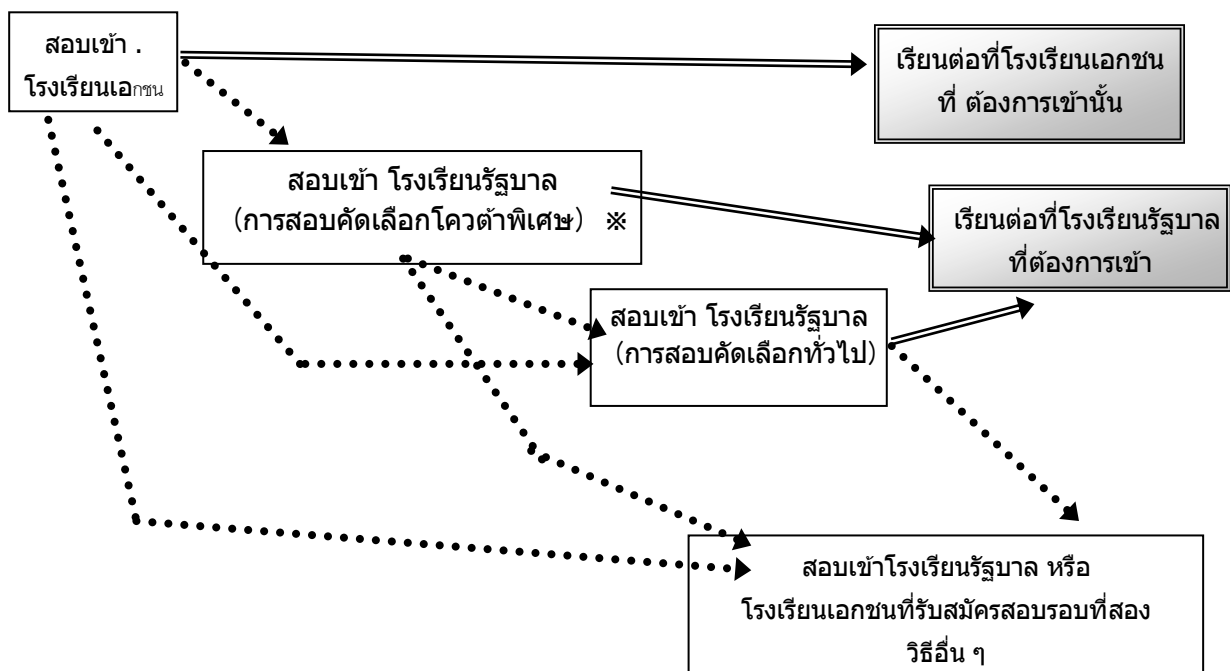 สอบเข้า .
โรงเรียนเอกชน
เรียนต่อที่โรงเรียนเอกชน
ที่ ต้องการเข้านั้น
สอบเข้า โรงเรียนรัฐบาล
(การสอบคัดเลือกโควต้าพิเศษ) ※
เรียนต่อที่โรงเรียนรัฐบาล
ที่ต้องการเข้า
สอบเข้า โรงเรียนรัฐบาล
(การสอบคัดเลือกทั่วไป)
สอบเข้าโรงเรียนรัฐบาล หรือ
โรงเรียนเอกชนที่รับสมัครสอบรอบที่สอง
วิธีอื่น ๆ